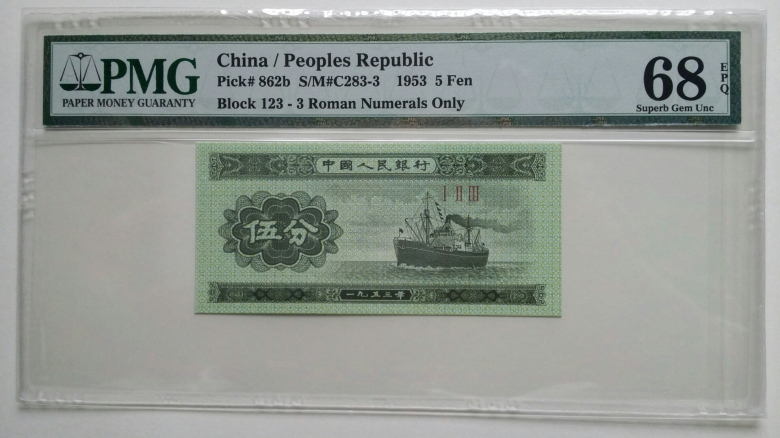 PMG
PAPER MONEY GUARANTY
China / Peoples Republic
Pick# 862b S/M#C283-3 1953 5 Fen
Block 123 - 3 Roman Numerals Only
68
EPQ
Superb Gem Unc
中國人民銀行
I II III
伍分
一九五三年